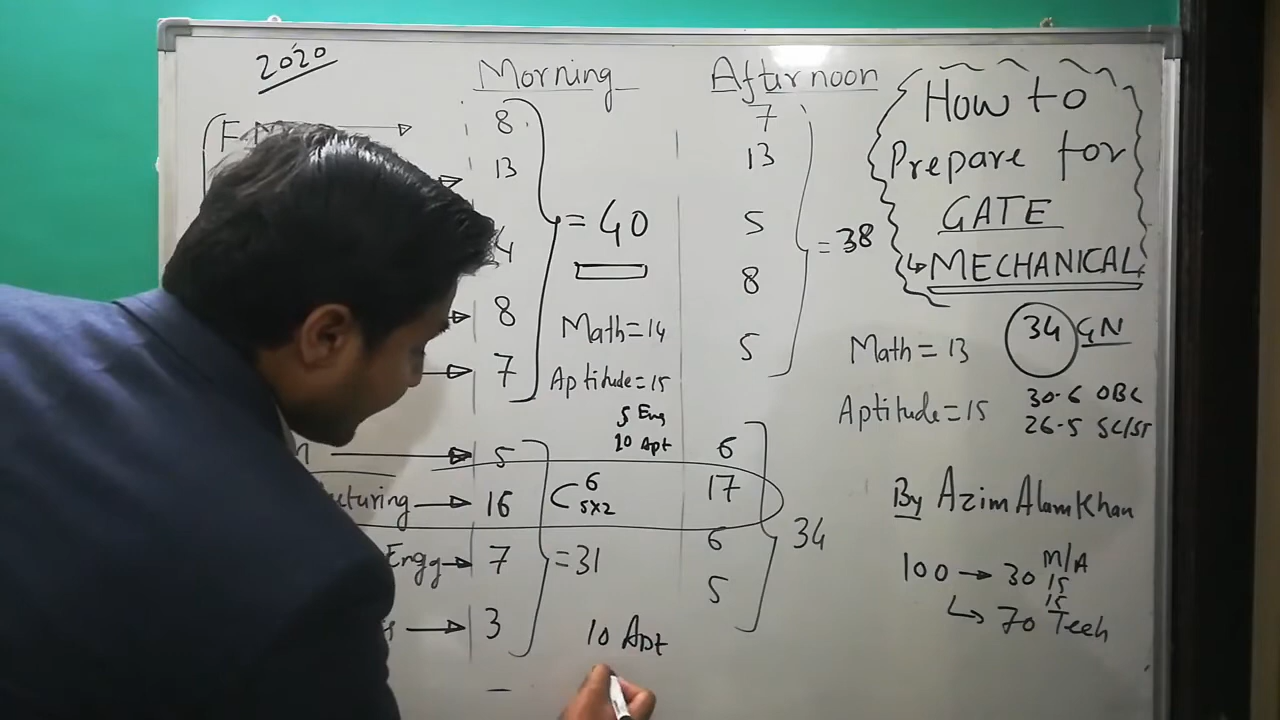 2020
Morning
Afternoon
F.M
8
7
13
13
4
5
8
8
7
5
= 40
= 38
Math = 14
Aptitude = 15
5 Eng
10 Apt
5
6
16
6
5x2
17
Engg
7
6
3
5
= 31
34
10 Apt
How to
Prepare for
GATE
MECHANICAL
Math = 13
34 GN
Aptitude = 15
30.6 OBC
26.5 SC/ST
By Azim Alam Khan
100 → 30 M/A
15
15
↳ 70 Tech